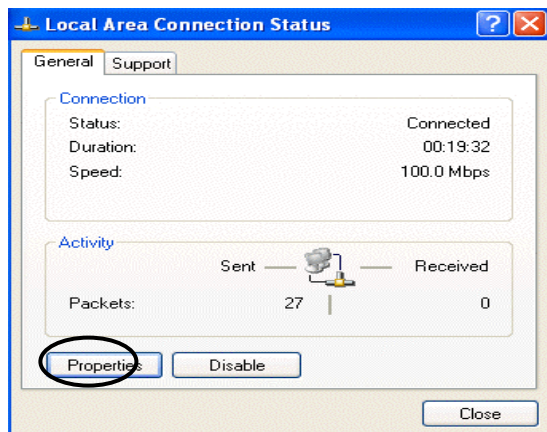 Local Area Connection Status
General Support
Connection
Status: Connected
Duration: 00:19:32
Speed: 100.0 Mbps
Activity
Sent Received
Packets: 27 0
Properties Disable
Close